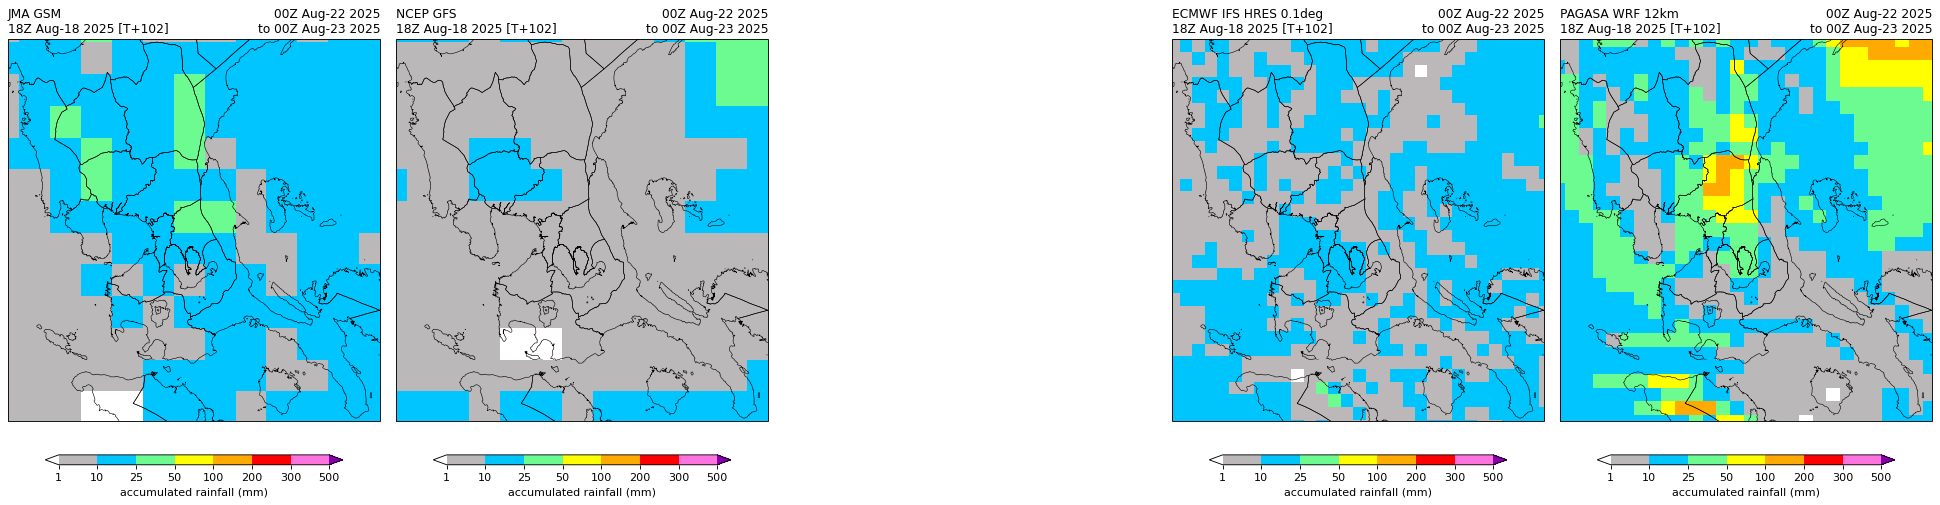 JMA GSM 00Z Aug-22 2025
18Z Aug-18 2025 [T+102] to 00Z Aug-23 2025
1 10 25 50 100 200 300 500
accumulated rainfall (mm)
NCEP GFS 00Z Aug-22 2025
18Z Aug-18 2025 [T+102] to 00Z Aug-23 2025
1 10 25 50 100 200 300 500
accumulated rainfall (mm)
ECMWF IFS HRES 0.1deg 00Z Aug-22 2025
18Z Aug-18 2025 [T+102] to 00Z Aug-23 2025
1 10 25 50 100 200 300 500
accumulated rainfall (mm)
PAGASA WRF 12km 00Z Aug-22 2025
18Z Aug-18 2025 [T+102] to 00Z Aug-23 2025
1 10 25 50 100 200 300 500
accumulated rainfall (mm)